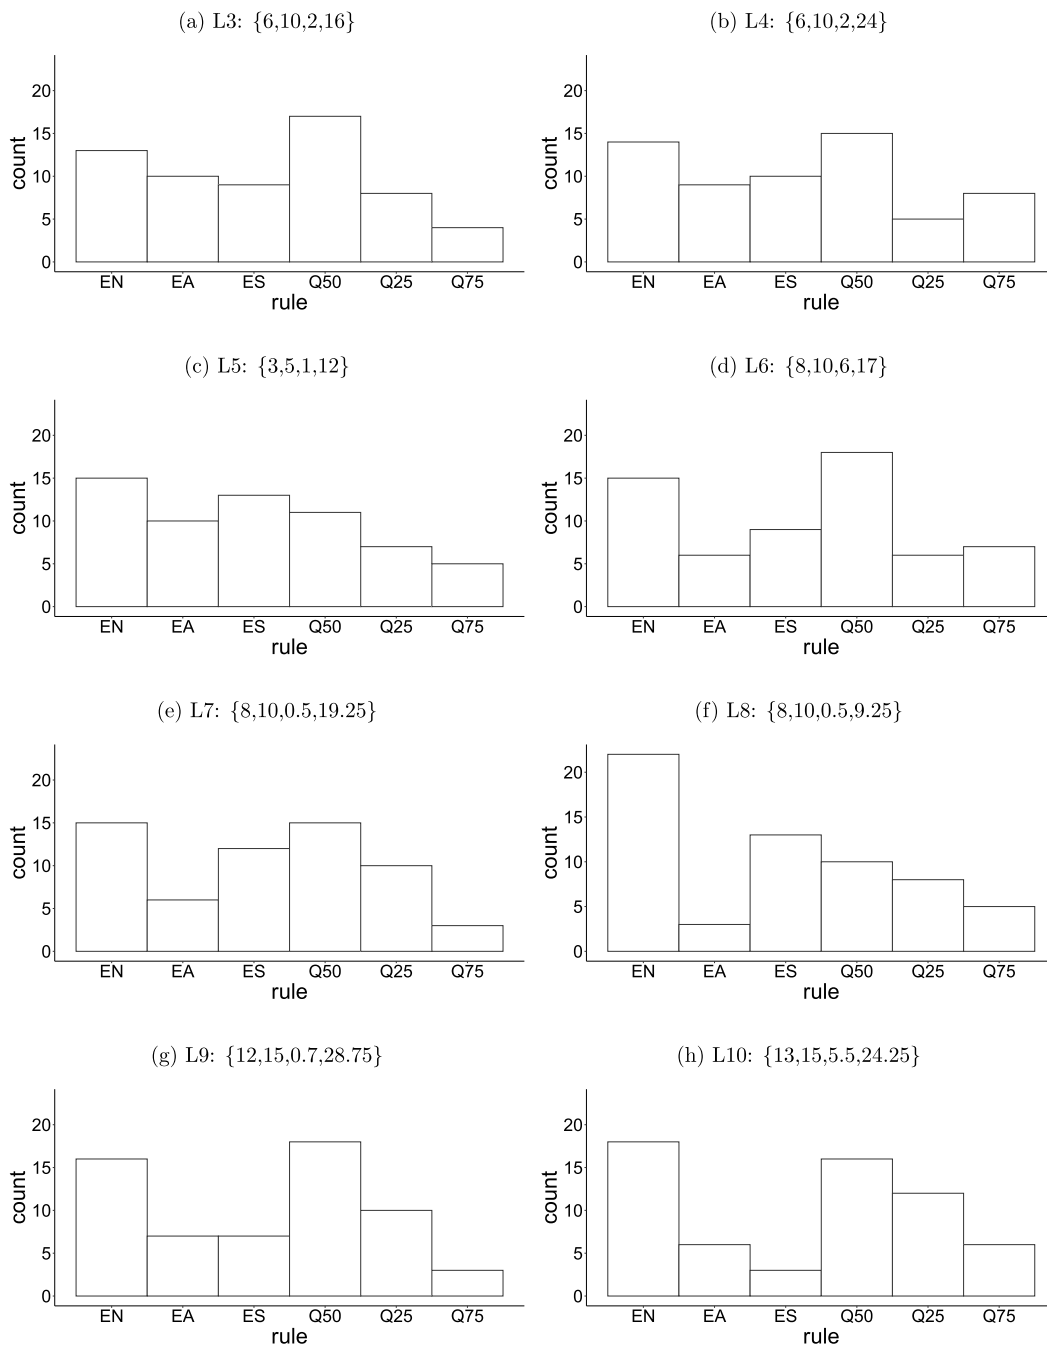 (a) L3: {6,10,2,16}
20
15
10
5
0
count
EN EA ES Q50 Q25 Q75
rule
(b) L4: {6,10,2,24}
20
15
10
5
0
count
EN EA ES Q50 Q25 Q75
rule
(c) L5: {3,5,1,12}
20
15
10
5
0
count
EN EA ES Q50 Q25 Q75
rule
(d) L6: {8,10,6,17}
20
15
10
5
0
count
EN EA ES Q50 Q25 Q75
rule
(e) L7: {8,10,0.5,19.25}
20
15
10
5
0
count
EN EA ES Q50 Q25 Q75
rule
(f) L8: {8,10,0.5,9.25}
20
15
10
5
0
count
EN EA ES Q50 Q25 Q75
rule
(g) L9: {12,15,0.7,28.75}
20
15
10
5
0
count
EN EA ES Q50 Q25 Q75
rule
(h) L10: {13,15,5.5,24.25}
20
15
10
5
0
count
EN EA ES Q50 Q25 Q75
rule